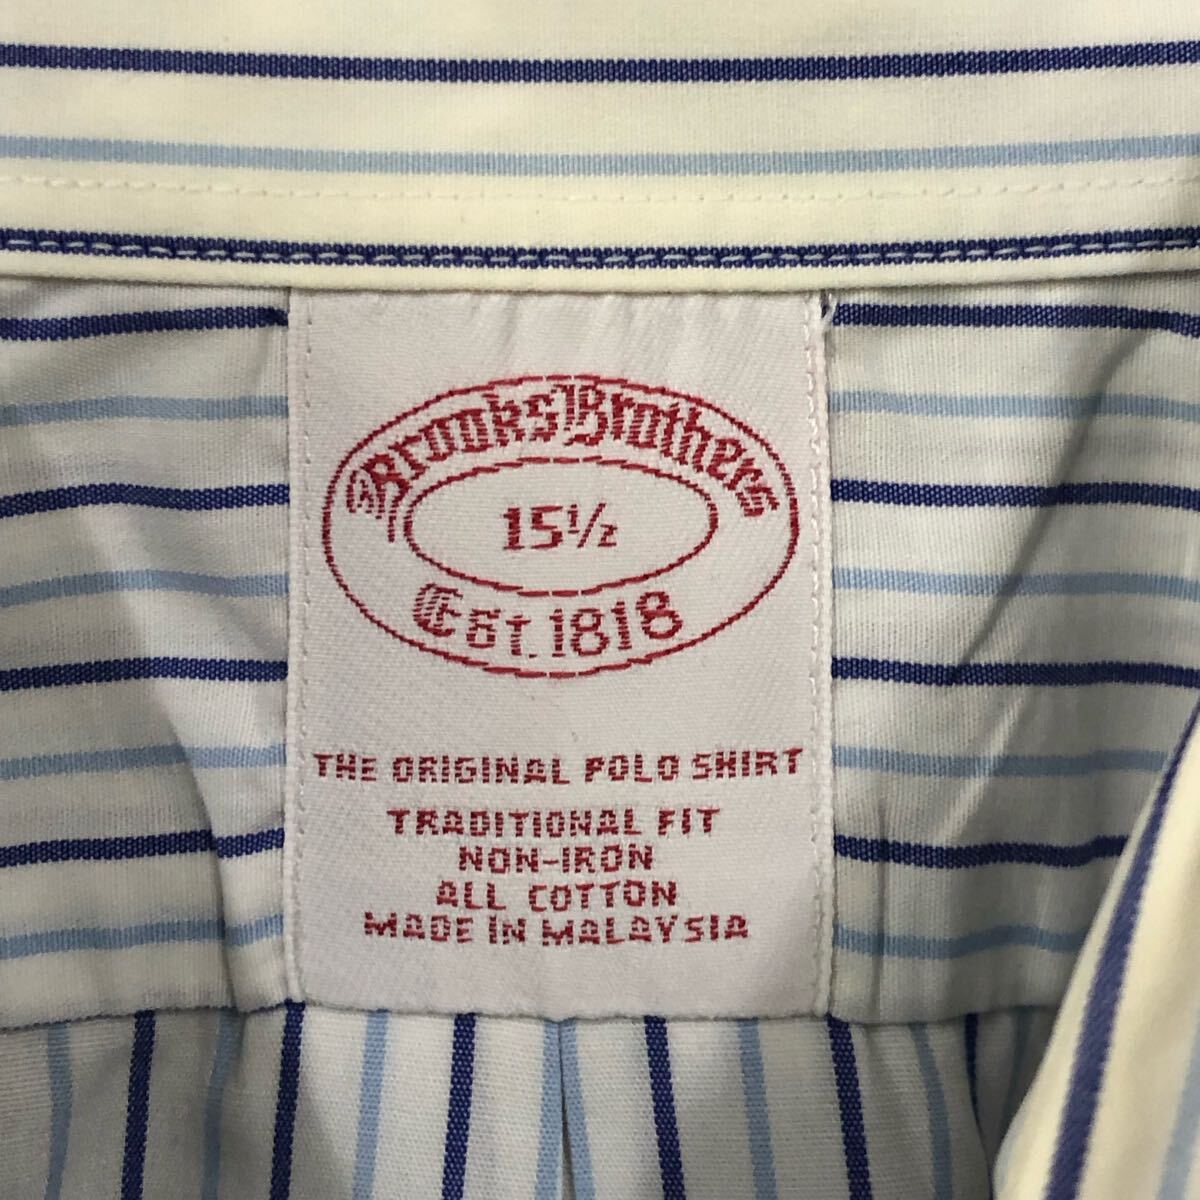 Brooks Brothers
15½
Est. 1818
THE ORIGINAL POLO SHIRT
TRADITIONAL FIT
NON-IRON
ALL COTTON
MADE IN MALAYSIA